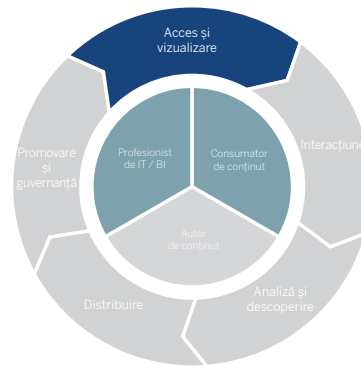 Acces și
vizualizare
Interacțiune
Analiză și
descoperire
Distribuire
Promovare
și
guvernanță
Profesionist
de IT / BI
Consumator
de conținut
Autor
de conținut